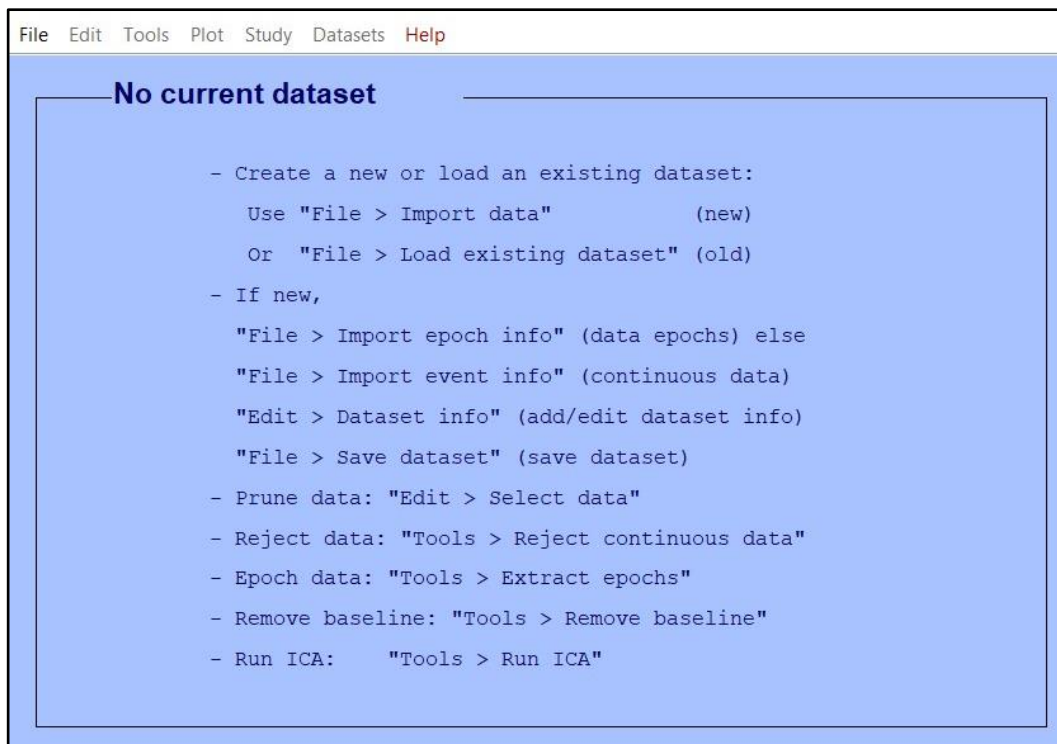 File Edit Tools Plot Study Datasets Help
No current dataset
- Create a new or load an existing dataset:
Use "File > Import data" (new)
Or "File > Load existing dataset" (old)
- If new,
"File > Import epoch info" (data epochs) else
"File > Import event info" (continuous data)
"Edit > Dataset info" (add/edit dataset info)
"File > Save dataset" (save dataset)
- Prune data: "Edit > Select data"
- Reject data: "Tools > Reject continuous data"
- Epoch data: "Tools > Extract epochs"
- Remove baseline: "Tools > Remove baseline"
- Run ICA: "Tools > Run ICA"